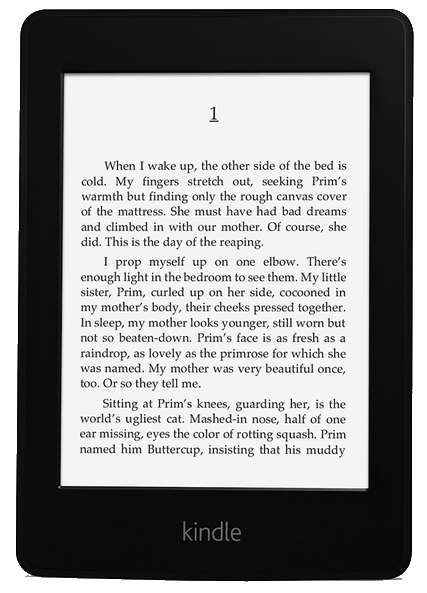 1
When I wake up, the other side of the bed is
cold. My fingers stretch out, seeking Prim's
warmth but finding only the rough canvas cover
of the mattress. She must have had bad dreams
and climbed in with our mother. Of course, she
did. This is the day of the reaping.
I prop myself up on one elbow. There's
enough light in the bedroom to see them. My little
sister, Prim, curled up on her side, cocooned in
my mother's body, their cheeks pressed together.
In sleep, my mother looks younger, still worn but
not so beaten-down. Prim's face is as fresh as a
raindrop, as lovely as the primrose for which she
was named. My mother was very beautiful once,
too. Or so they tell me.
Sitting at Prim's knees, guarding her, is the
world's ugliest cat. Mashed-in nose, half of one
ear missing, eyes the color of rotting squash. Prim
named him Buttercup, insisting that his muddy
kindle